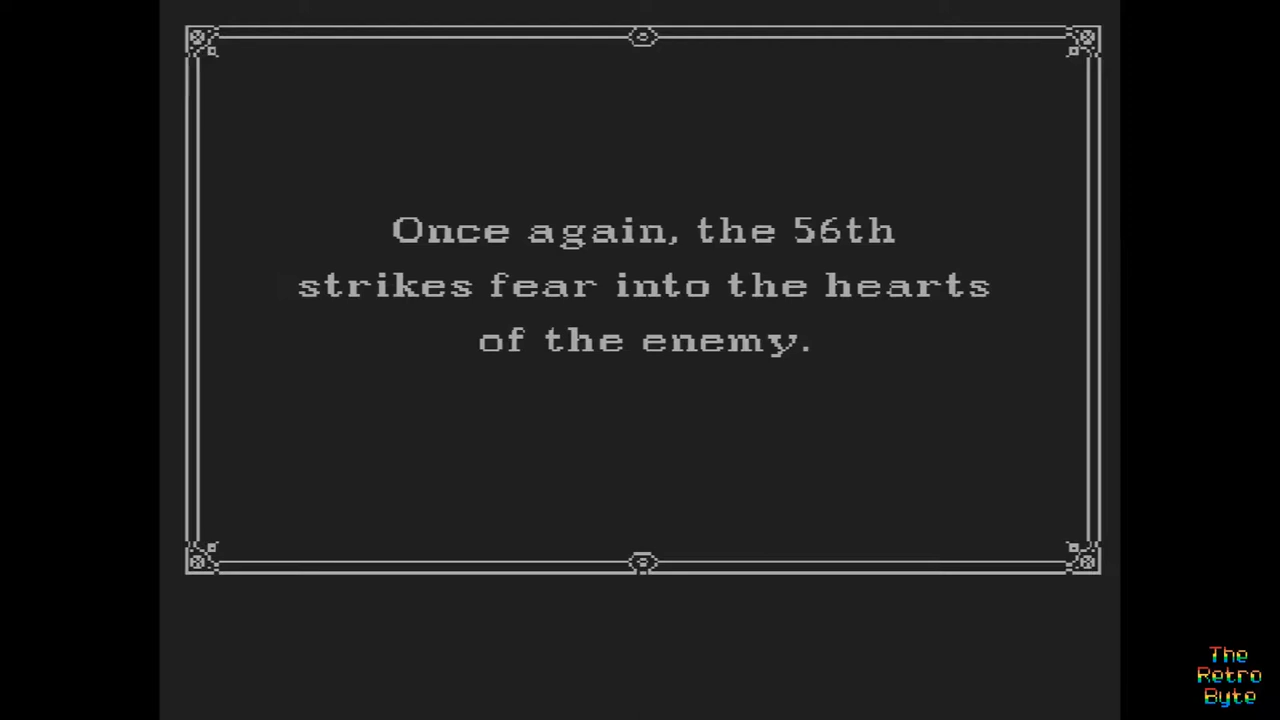 Once again, the 56th
strikes fear into the hearts
of the enemy.
The
Retro
Byte